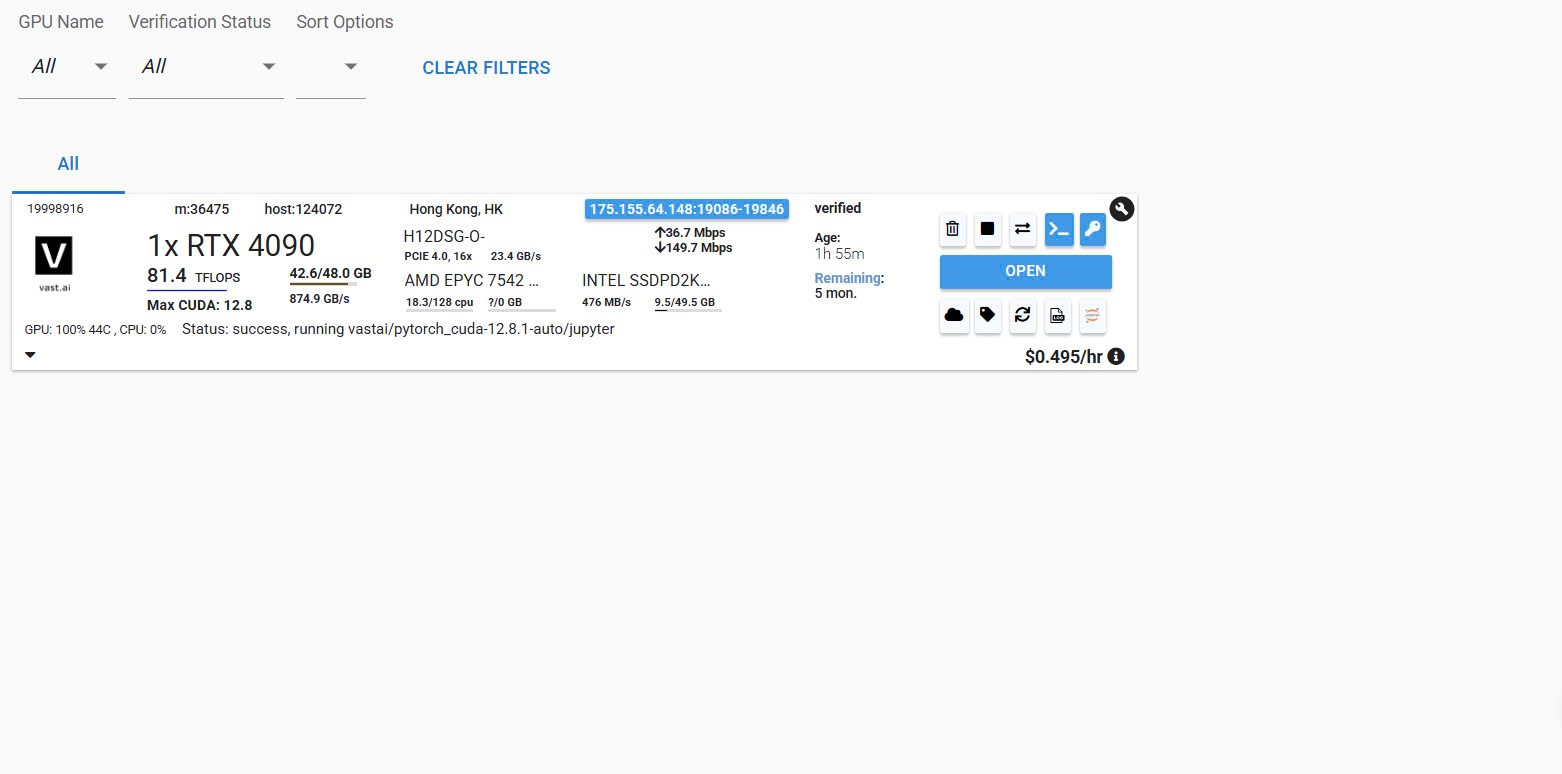 GPU Name Verification Status Sort Options
All All CLEAR FILTERS
All
19998916 m:36475 host:124072 Hong Kong, HK 175.155.64.148:19086-19846 verified
V
vast.ai
1x RTX 4090
81.4 TFLOPS
Max CUDA: 12.8
42.6/48.0 GB
874.9 GB/s
H12DSG-O-
PCIE 4.0, 16x 23.4 GB/s
AMD EPYC 7542 ...
18.3/128 cpu ?/0 GB
↑36.7 Mbps
↓149.7 Mbps
INTEL SSDPD2K...
476 MB/s 9.5/49.5 GB
Age:
1h 55m
Remaining:
5 mon.
OPEN
LOG
GPU: 100% 44C , CPU: 0% Status: success, running vastai/pytorch_cuda-12.8.1-auto/jupyter
$0.495/hr